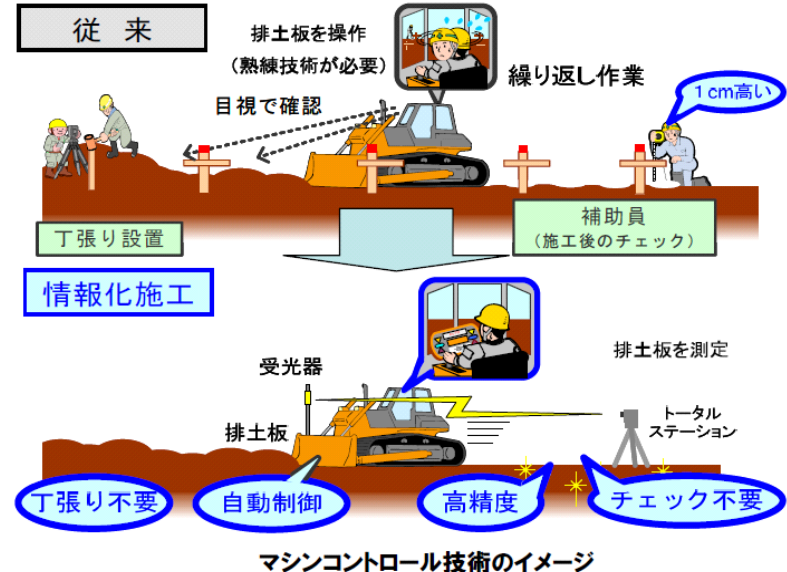 従 来
排土板を操作
（熟練技術が必要）
繰り返し作業
1cm高い
目視で確認
丁張り設置
補助員
（施工後のチェック）
情報化施工
受光器
排土板を測定
排土板
トータル
ステーション
丁張り不要
自動制御
高精度
チェック不要
マシンコントロール技術のイメージ